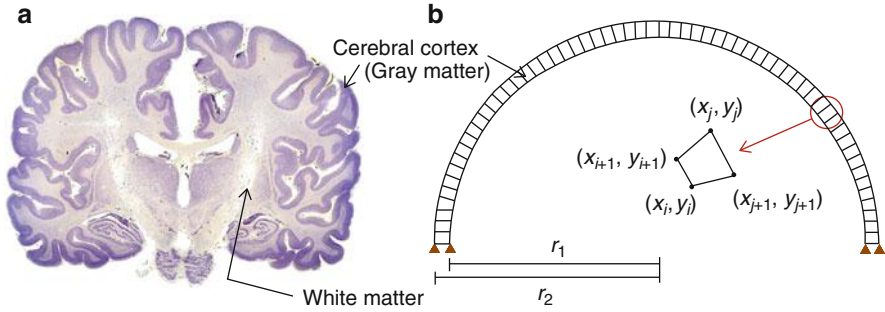 a
Cerebral cortex
(Gray matter)
White matter
b
(xⱼ, yⱼ)
(xᵢ₊₁, yᵢ₊₁)
(xᵢ, yᵢ)
(xⱼ₊₁, yⱼ₊₁)
r₁
r₂